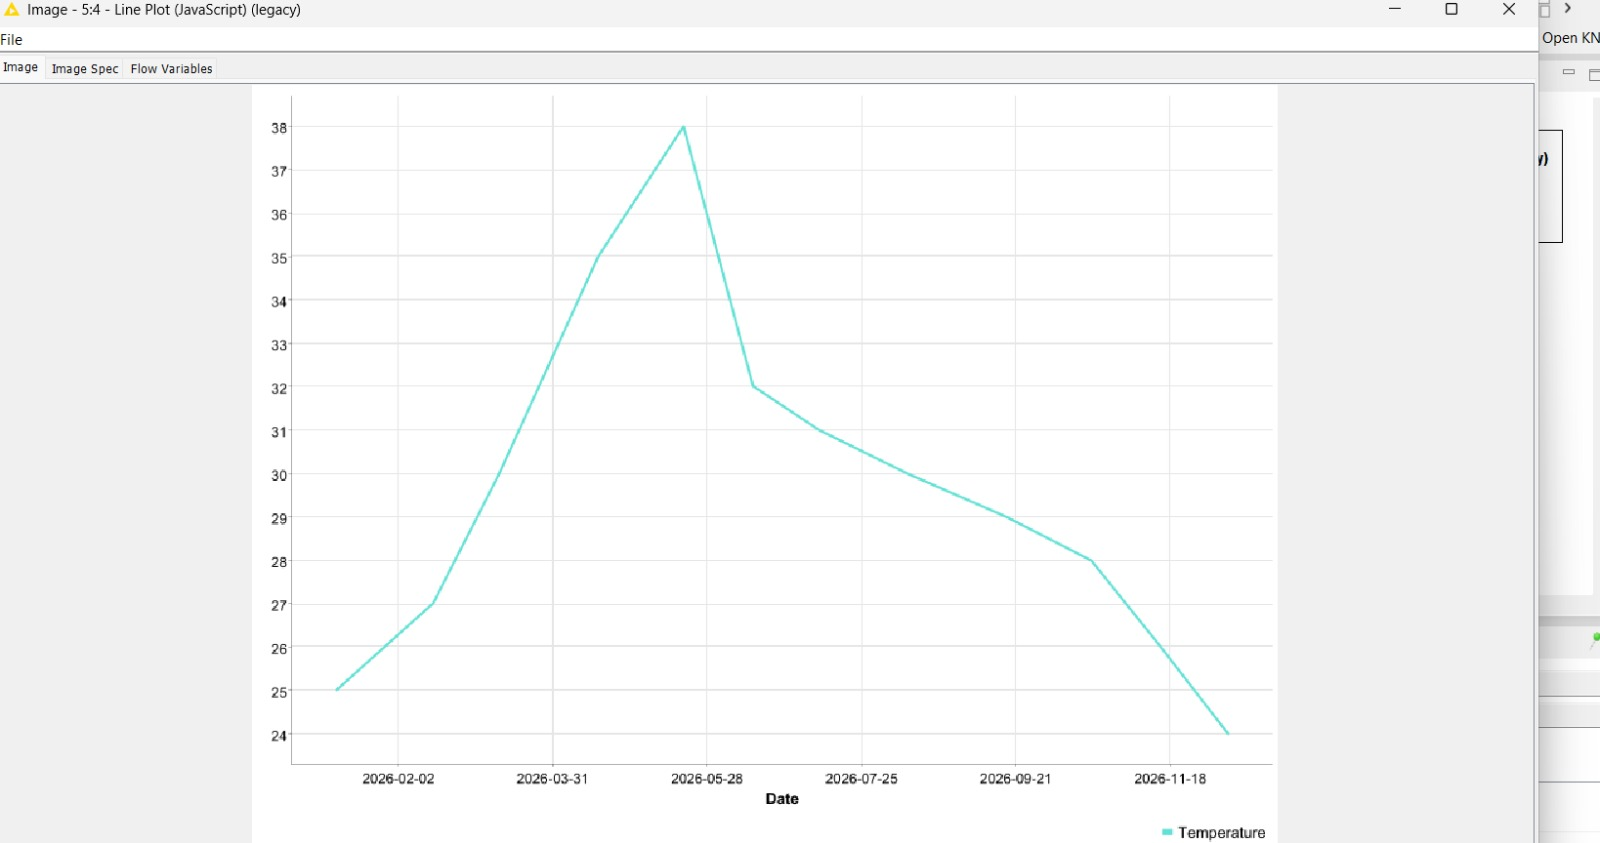 Image - 5:4 - Line Plot (JavaScript) (legacy)
File
Open KN
Image Image Spec Flow Variables
y)
38
37
36
35
34
33
32
31
30
29
28
27
26
25
24
2026-02-02 2026-03-31 2026-05-28 2026-07-25 2026-09-21 2026-11-18
Date
Temperature